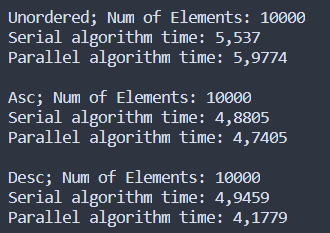 Unordered; Num of Elements: 10000
Serial algorithm time: 5,537
Parallel algorithm time: 5,9774
Asc; Num of Elements: 10000
Serial algorithm time: 4,8805
Parallel algorithm time: 4,7405
Desc; Num of Elements: 10000
Serial algorithm time: 4,9459
Parallel algorithm time: 4,1779